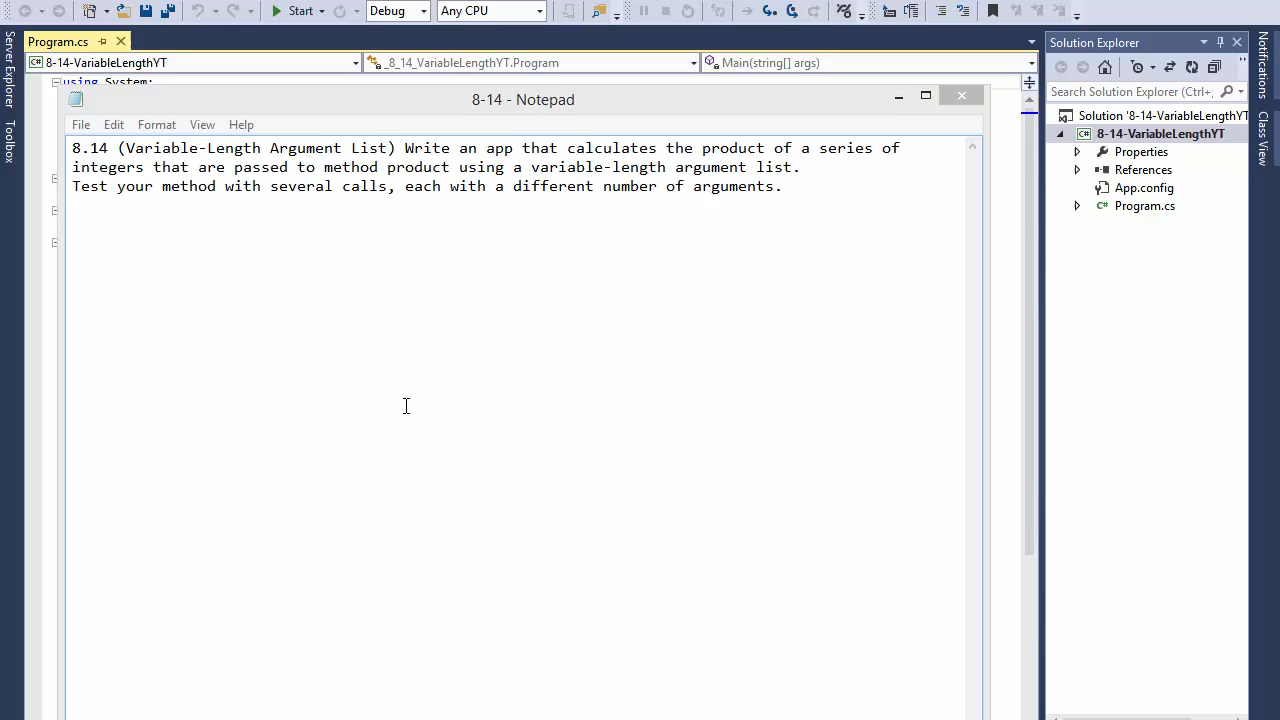 Start Debug Any CPU
Program.cs
8-14-VariableLengthYT _8_14_VariableLengthYT.Program Main(string[] args)
using System;
8-14 - Notepad
File Edit Format View Help
8.14 (Variable-Length Argument List) Write an app that calculates the product of a series of
integers that are passed to method product using a variable-length argument list.
Test your method with several calls, each with a different number of arguments.
Server Explorer
Toolbox
Solution Explorer
Search Solution Explorer (Ctrl+;
Solution '8-14-VariableLengthYT
8-14-VariableLengthYT
Properties
References
App.config
Program.cs
Notifications
Class View